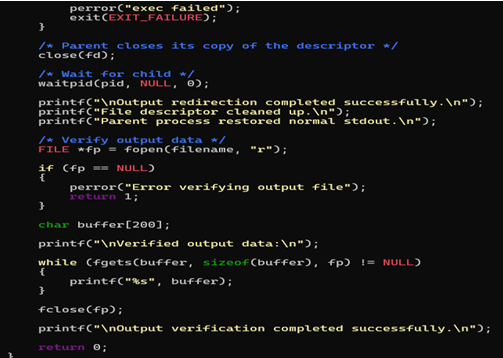 perror("exec failed");
exit(EXIT_FAILURE);
}
/* Parent closes its copy of the descriptor */
close(fd);
/* Wait for child */
waitpid(pid, NULL, 0);
printf("\nOutput redirection completed successfully.\n");
printf("File descriptor cleaned up.\n");
printf("Parent process restored normal stdout.\n");
/* Verify output data */
FILE *fp = fopen(filename, "r");
if (fp == NULL)
{
perror("Error verifying output file");
return 1;
}
char buffer[200];
printf("\nVerified output data:\n");
while (fgets(buffer, sizeof(buffer), fp) != NULL)
{
printf("%s", buffer);
}
fclose(fp);
printf("\nOutput verification completed successfully.\n");
return 0;
}